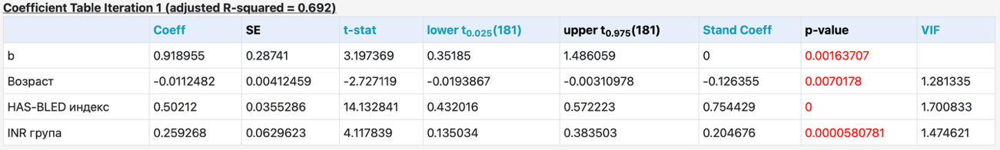 Coefficient Table Iteration 1 (adjusted R-squared = 0.692)
Coeff SE t-stat lower t0.025(181) upper t0.975(181) Stand Coeff p-value VIF
b 0.918955 0.28741 3.197369 0.35185 1.486059 0 0.00163707
Возраст -0.0112482 0.00412459 -2.727119 -0.0193867 -0.00310978 -0.126355 0.0070178 1.281335
HAS-BLED индекс 0.50212 0.0355286 14.132841 0.432016 0.572223 0.754429 0 1.700833
INR група 0.259268 0.0629623 4.117839 0.135034 0.383503 0.204676 0.0000580781 1.474621